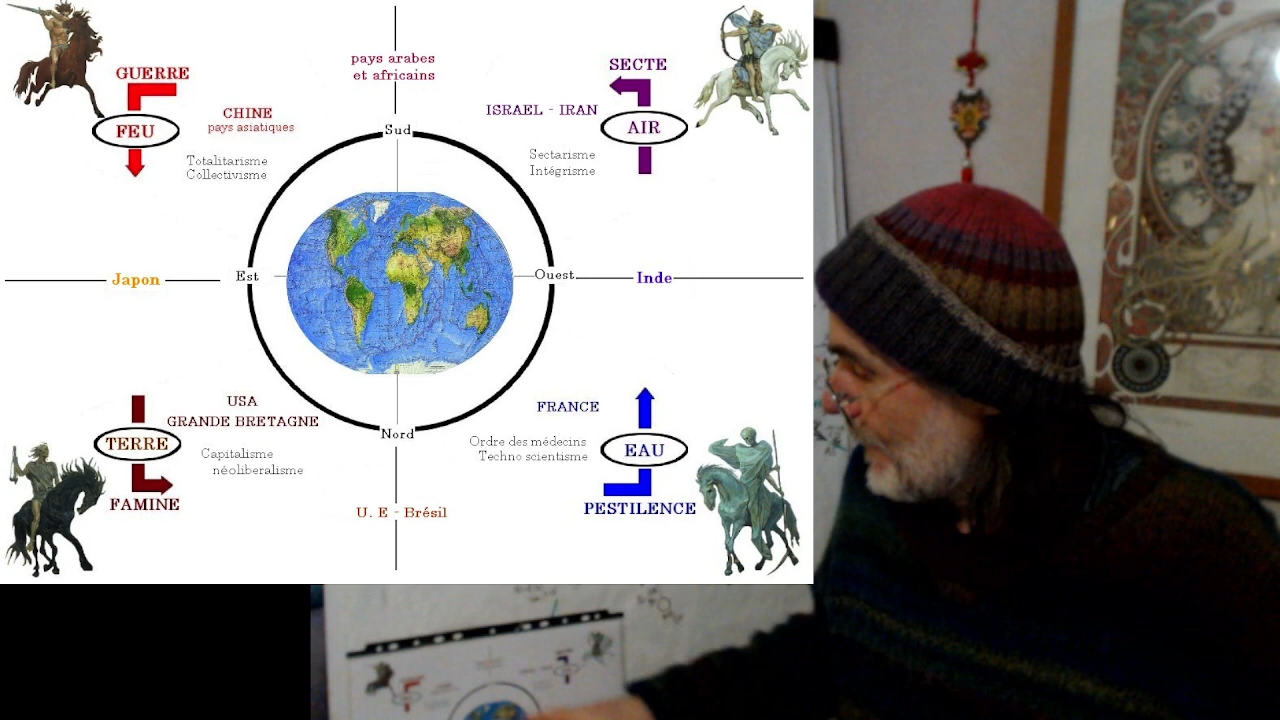 GUERRE
FEU
CHINE
pays asiatiques
Totalitarisme
Collectivisme
pays arabes
et africains
SECTE
ISRAEL - IRAN
AIR
Sectarisme
Intégrisme
Sud
Japon
Est
Ouest
Inde
Nord
USA
GRANDE BRETAGNE
TERRE
Capitalisme
néoliberalisme
FAMINE
FRANCE
Ordre des médecins
Techno scientisme
EAU
PESTILENCE
U. E - Brésil